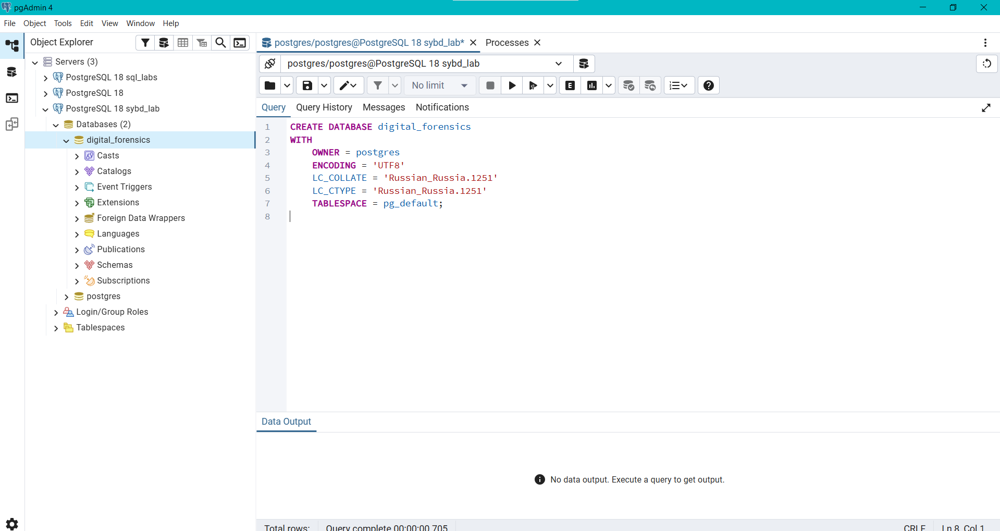 pgAdmin 4
File Object Tools Edit View Window Help
Object Explorer
Servers (3)
PostgreSQL 18 sql_labs
PostgreSQL 18
PostgreSQL 18 sybd_lab
Databases (2)
digital_forensics
Casts
Catalogs
Event Triggers
Extensions
Foreign Data Wrappers
Languages
Publications
Schemas
Subscriptions
postgres
Login/Group Roles
Tablespaces
postgres/postgres@PostgreSQL 18 sybd_lab* Processes
postgres/postgres@PostgreSQL 18 sybd_lab
No limit E
Query Query History Messages Notifications
1 CREATE DATABASE digital_forensics
2 WITH
3 OWNER = postgres
4 ENCODING = 'UTF8'
5 LC_COLLATE = 'Russian_Russia.1251'
6 LC_CTYPE = 'Russian_Russia.1251'
7 TABLESPACE = pg_default;
8
Data Output
No data output. Execute a query to get output.
Total rows: Query complete 00:00:00.705 CRLF Ln 8, Col 1